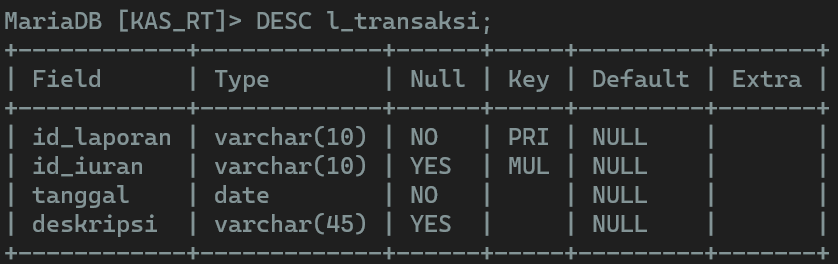 MariaDB [KAS_RT]> DESC l_transaksi;
+------------+-------------+------+-----+---------+-------+
| Field      | Type        | Null | Key | Default | Extra |
+------------+-------------+------+-----+---------+-------+
| id_laporan | varchar(10) | NO   | PRI | NULL    |       |
| id_iuran   | varchar(10) | YES  | MUL | NULL    |       |
| tanggal    | date        | NO   |     | NULL    |       |
| deskripsi  | varchar(45) | YES  |     | NULL    |       |
+------------+-------------+------+-----+---------+-------+